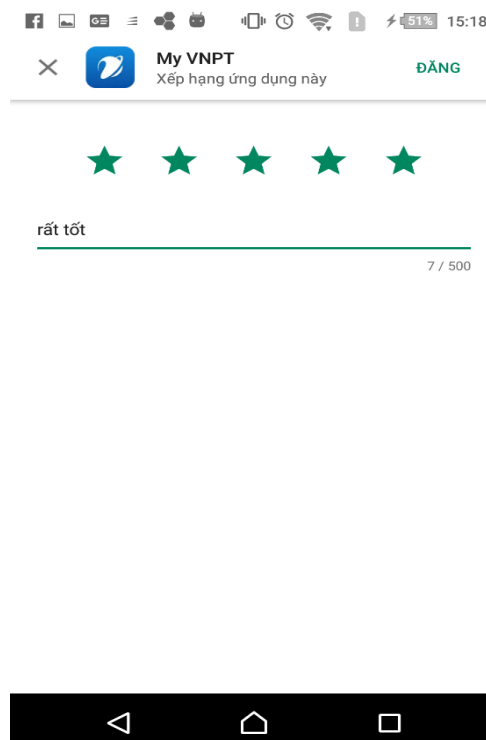 51% 15:18
My VNPT
Xếp hạng ứng dụng này
ĐĂNG
rất tốt
7 / 500